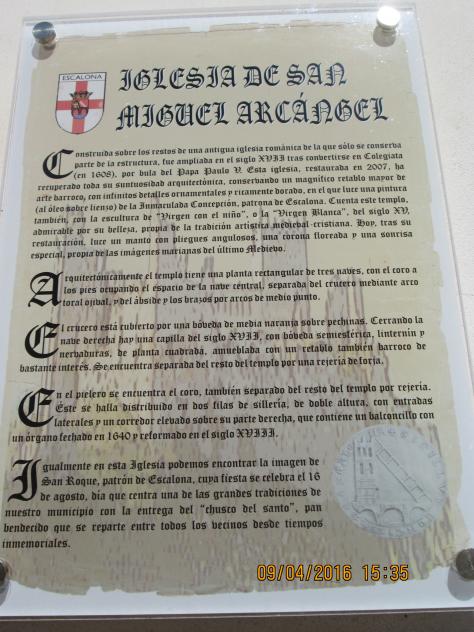 ESCALONA
IGLESIA DE SAN
MIGUEL ARCÁNGEL
Construida sobre los restos de una antigua iglesia románica de la que sólo se conserva
parte de la estructura, fue ampliada en el siglo XVII tras convertirse en Colegiata
(en 1608), por bula del Papa Paulo V. Esta iglesia, restaurada en 2007, ha
recuperado toda su suntuosidad arquitectónica, conserbando un magnífico retablo mayor de
arte barroco, con infinitos detalles ornamentales y ricamente dorado, en el que luce una pintura
(al óleo sobre lienzo) de la Inmaculada Concepción, patrona de Escalona. Cuenta este templo,
también, con la escultura de "Virgen con el niño", o la "Virgen Blanca", del siglo XV,
admirable por su belleza, propia de la tradición artística medieval-cristiana. Hoy, tras su
restauración, luce un manto con pliegues angulosos, una corona floreada y una sonrisa
especial, propia de las imágenes marianas del último Medievo.
Arquitectónicamente el templo tiene una planta rectangular de tres naves, con el coro a
los pies ocupando el espacio de la nave central, separada del crucero mediante arco
toral ojival, y del ábside y los brazos por arcos de medio punto.
El crucero está cubierto por una bóveda de media naranja sobre pechinas. Cerrando la
nave derecha hay una capilla del siglo XVII, con bóveda semiesférica, linternín y
nervaduras, de planta cuadrada, amueblada con un retablo también barroco de
bastante interés. Se encuentra separada del resto del templo por una rejería de forja.
En el pielero se encuentra el coro, también separado del resto del templo por rejería.
Éste se halla distribuido en dos filas de sillería, de doble altura, con entradas
laterales y un corredor elevado sobre su parte derecha, que contiene un balconcillo con
un órgano fechado en 1640 y reformado en el siglo XVIII.
Igualmente en esta Iglesia podemos encontrar la imagen de
San Roque, patrón de Escalona, cuya fiesta se celebra el 16
de agosto, día que centra una de las grandes tradiciones de
nuestro municipio con la entrega del "chusco del santo", pan
bendecido que se reparte entre todos los vecinos desde tiempos
inmemoriales.
09/04/2016 15:35